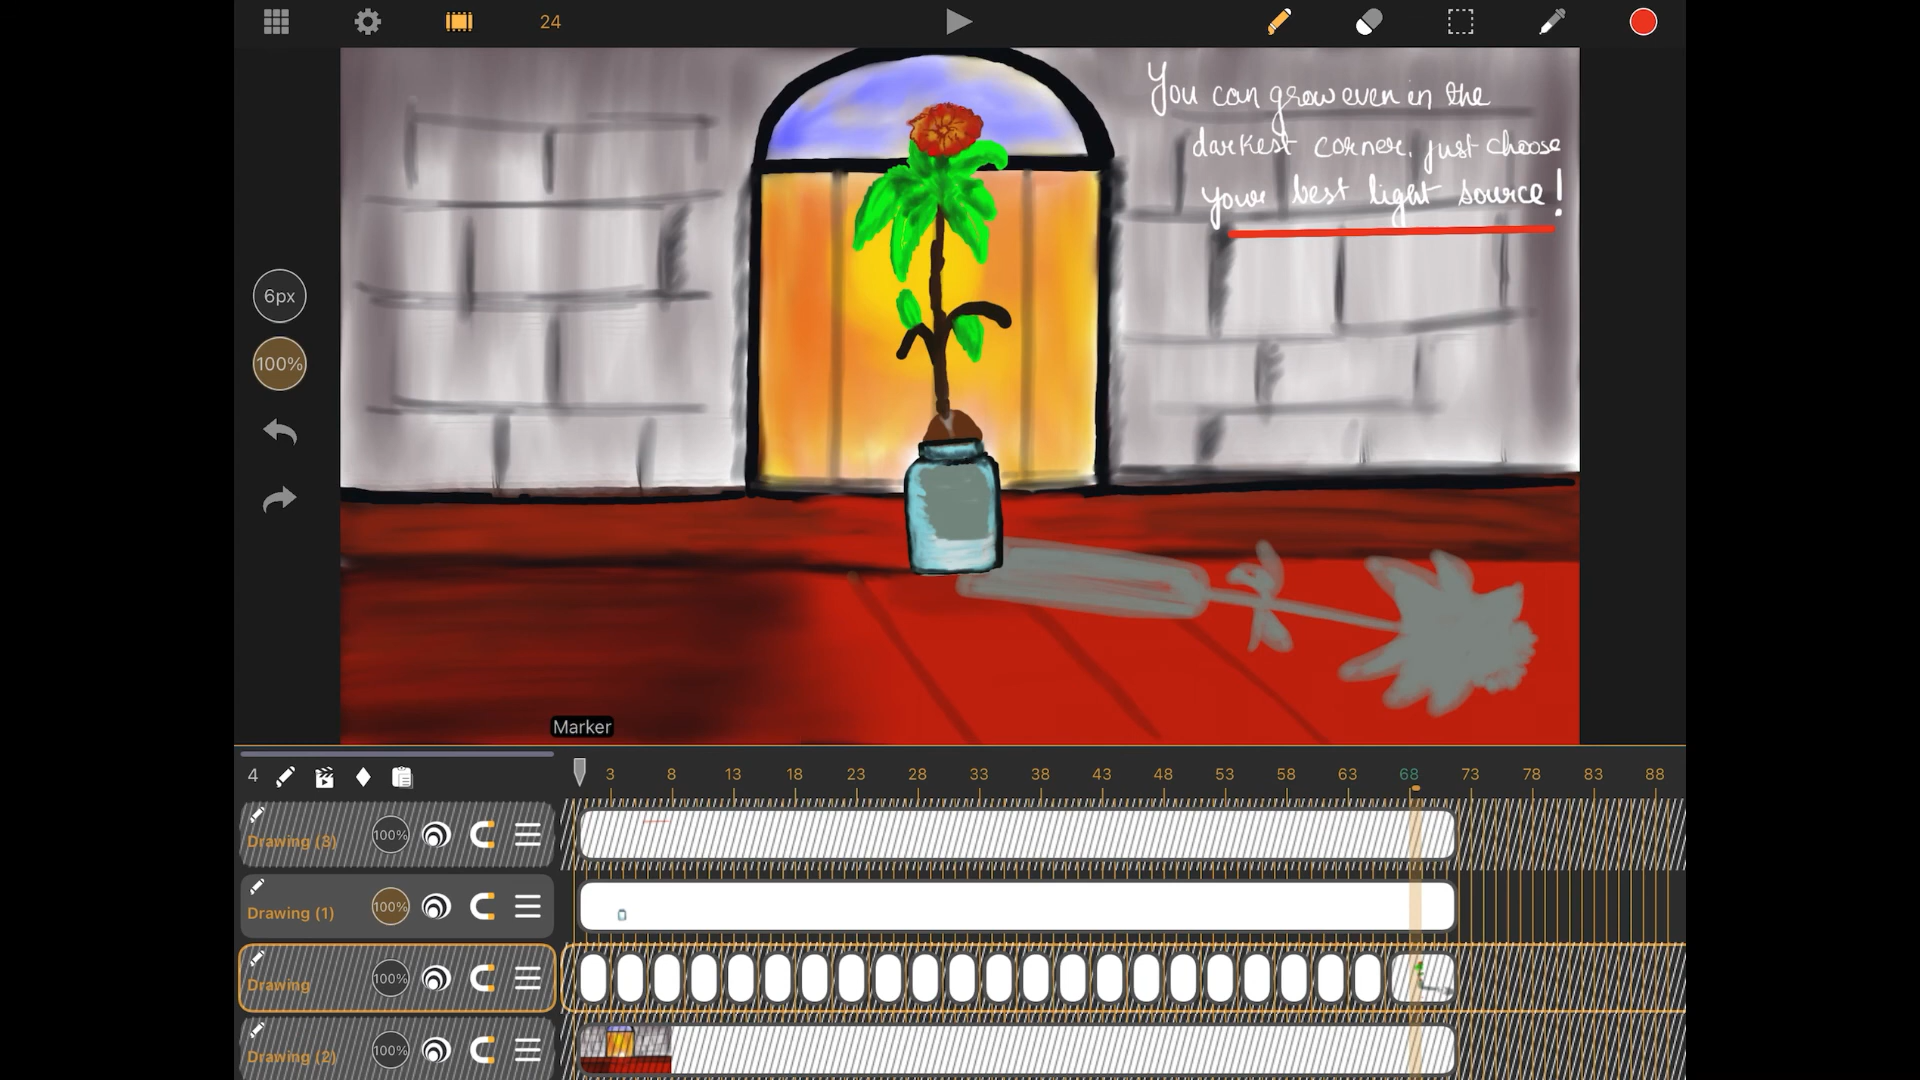 24
You can grow even in the
darkest corner, just choose
your best light source!
6px
100%
Marker
4
3 8 13 18 23 28 33 38 43 48 53 58 63 68 73 78 83 88
Drawing (3) 100%
Drawing (1) 100%
Drawing 100%
Drawing (2) 100%